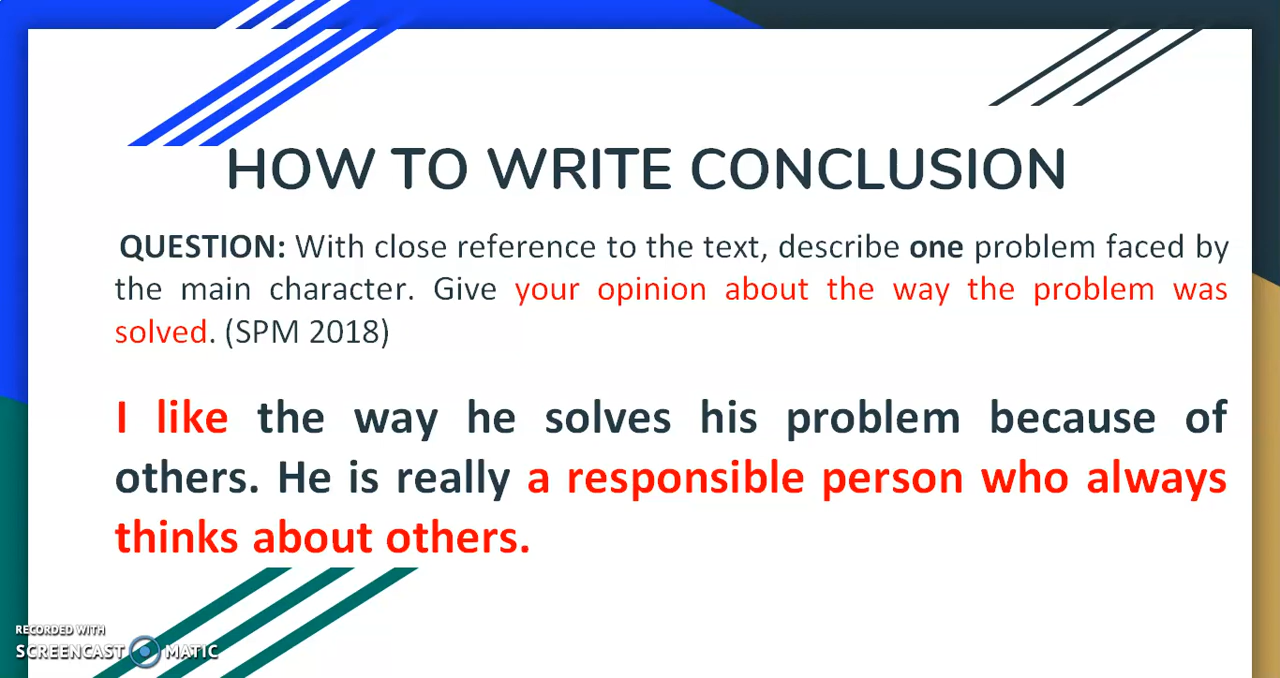 HOW TO WRITE CONCLUSION
QUESTION: With close reference to the text, describe one problem faced by
the main character. Give your opinion about the way the problem was
solved. (SPM 2018)
I like the way he solves his problem because of
others. He is really a responsible person who always
thinks about others.
RECORDED WITH
SCREENCAST MATIC